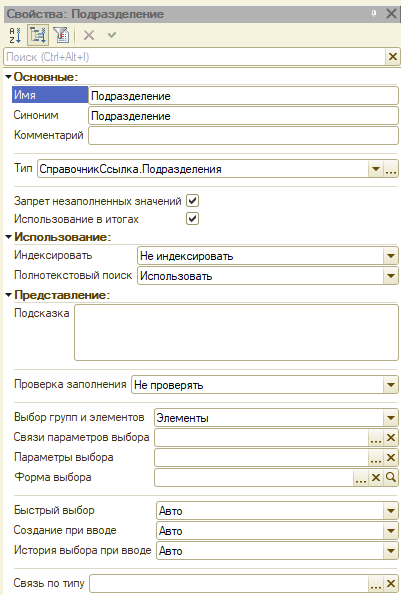 Свойства: Подразделение
Поиск (Ctrl+Alt+I)
Основные:
Имя Подразделение
Синоним Подразделение
Комментарий
Тип СправочникСсылка.Подразделения
Запрет незаполненных значений
Использование в итогах
Использование:
Индексировать Не индексировать
Полнотекстовый поиск Использовать
Представление:
Подсказка
Проверка заполнения Не проверять
Выбор групп и элементов Элементы
Связи параметров выбора
Параметры выбора
Форма выбора
Быстрый выбор Авто
Создание при вводе Авто
История выбора при вводе Авто
Связь по типу